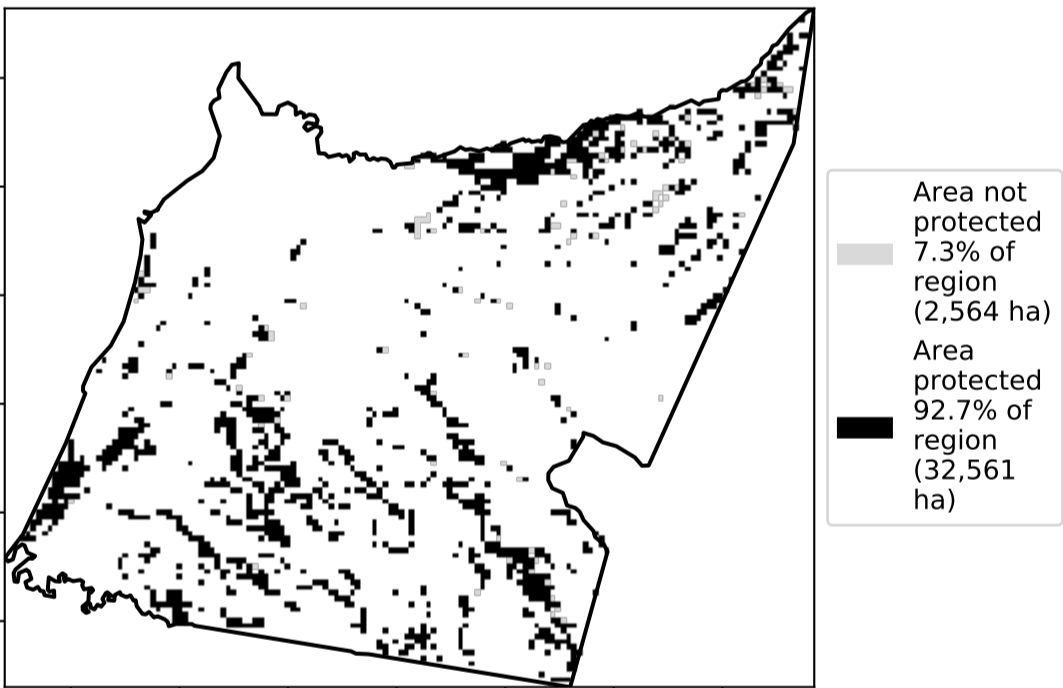 Area not
protected
7.3% of
region
(2,564 ha)
Area
protected
92.7% of
region
(32,561
ha)